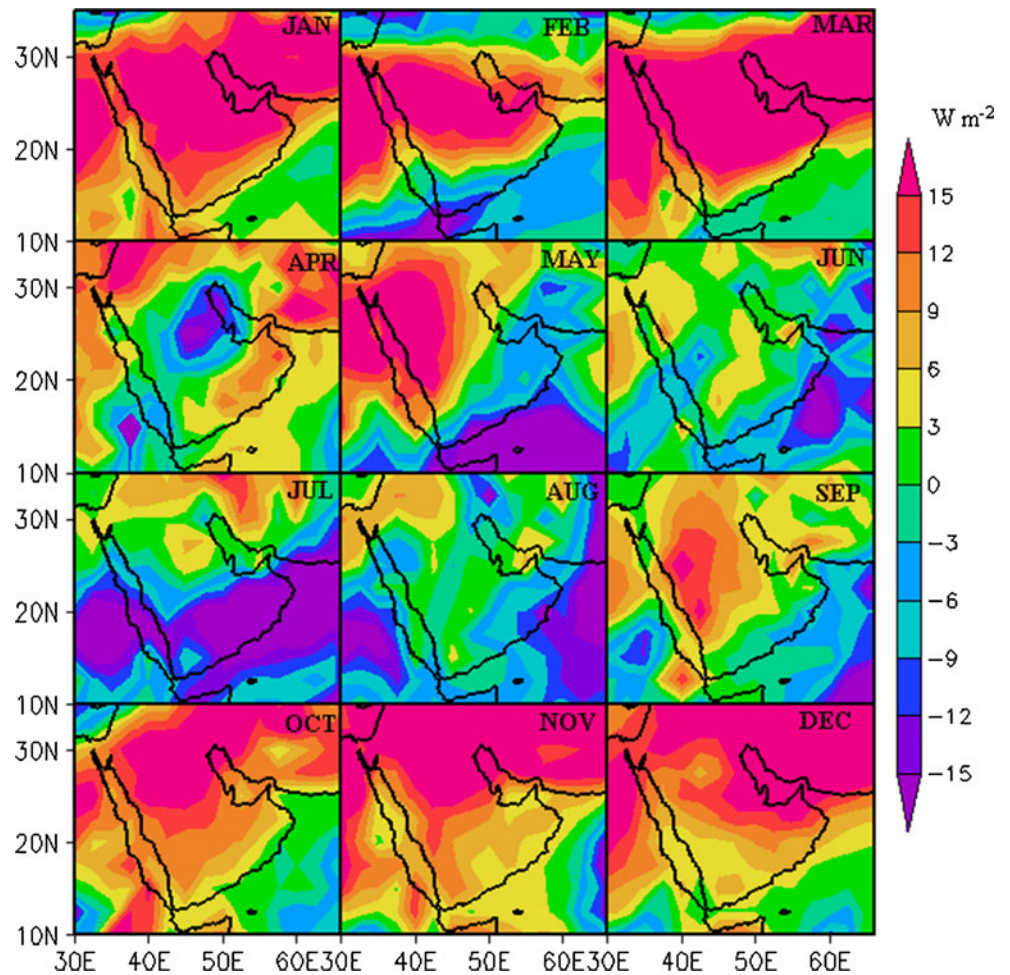 JAN FEB MAR
30N
20N
10N
W m-2
15
12
9
6
3
0
−3
−6
−9
−12
−15
APR MAY JUN
30N
20N
10N
JUL AUG SEP
30N
20N
10N
OCT NOV DEC
30N
20N
10N
30E 40E 50E 60E30E 40E 50E 60E30E 40E 50E 60E